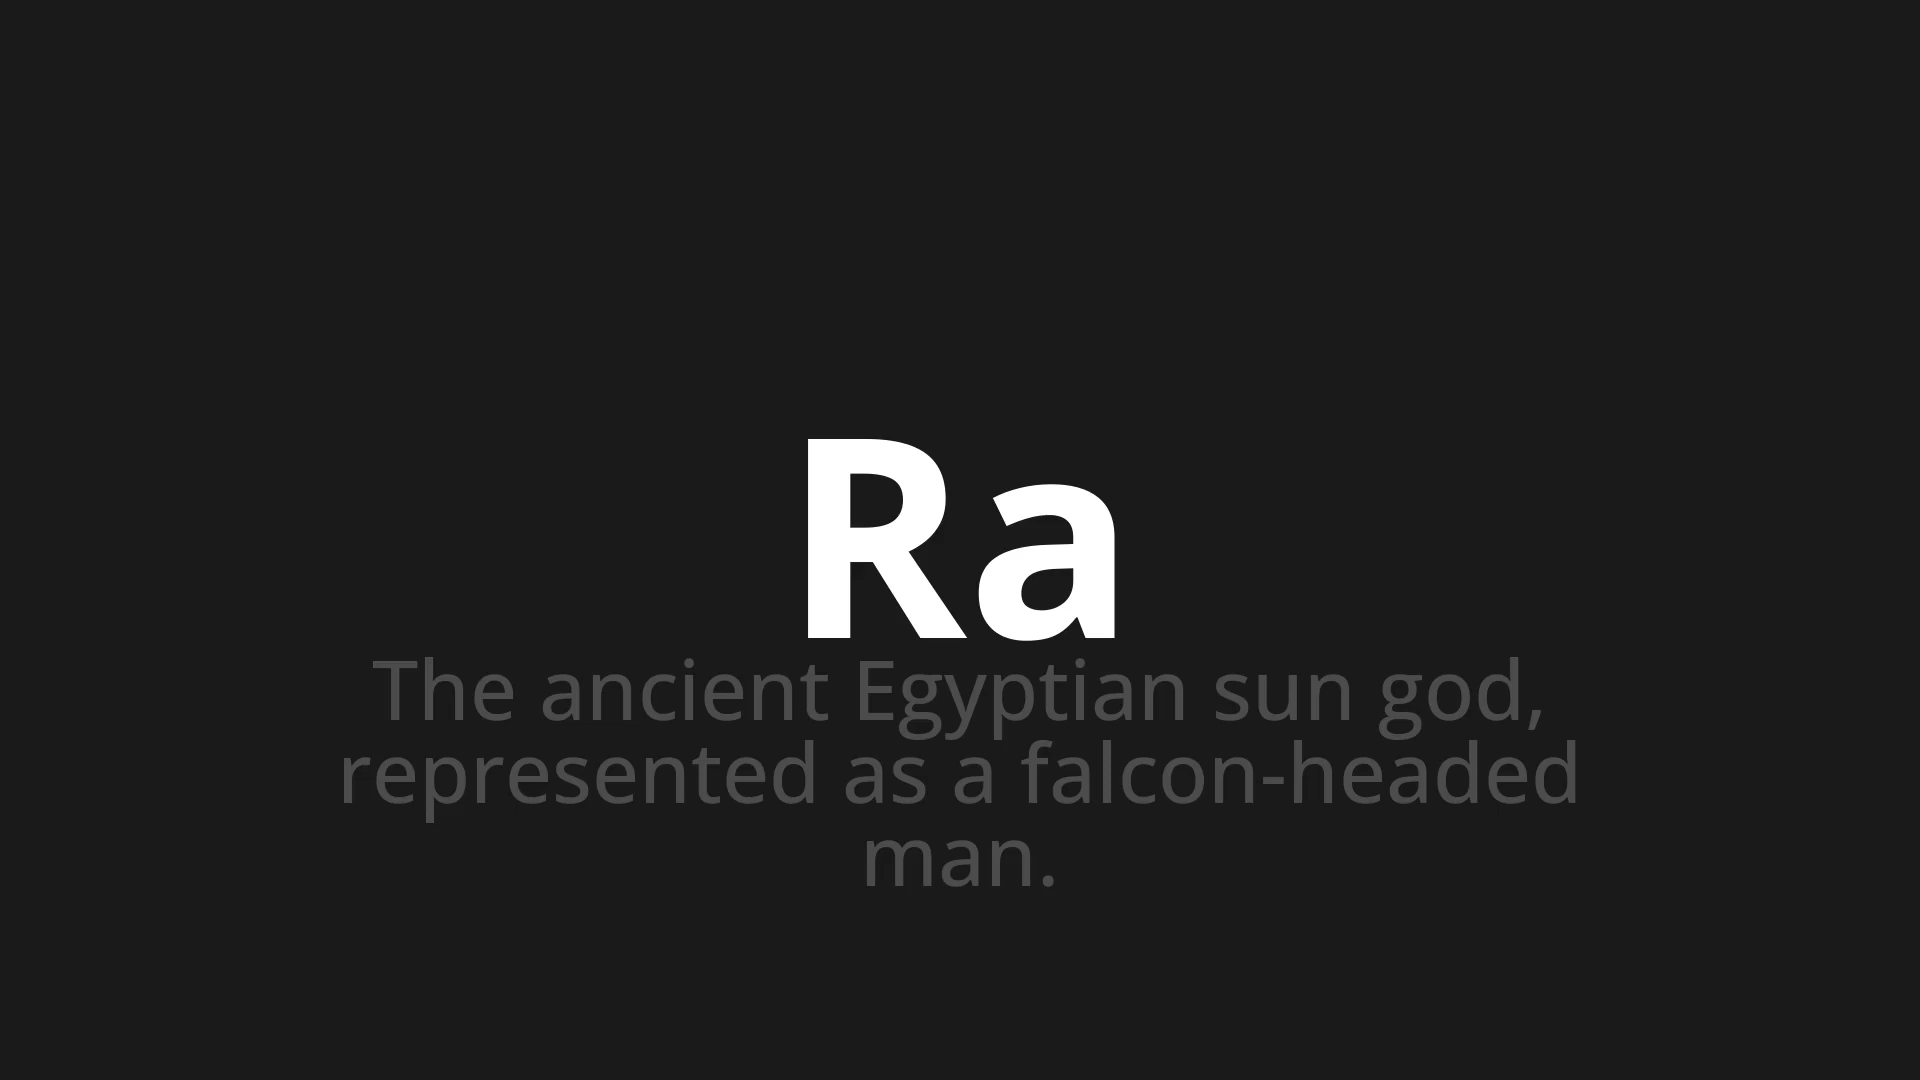 Ra
The ancient Egyptian sun god,
represented as a falcon-headed
man.